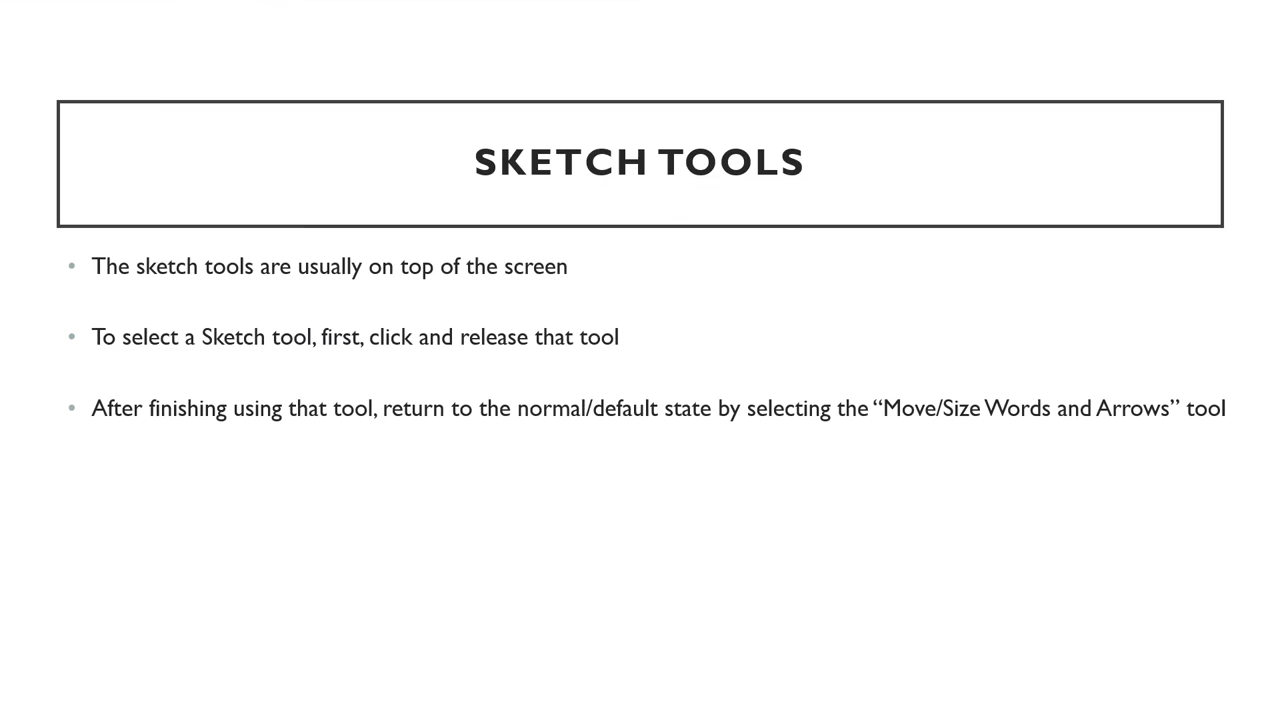 SKETCH TOOLS
• The sketch tools are usually on top of the screen
• To select a Sketch tool, first, click and release that tool
• After finishing using that tool, return to the normal/default state by selecting the “Move/Size Words and Arrows” tool